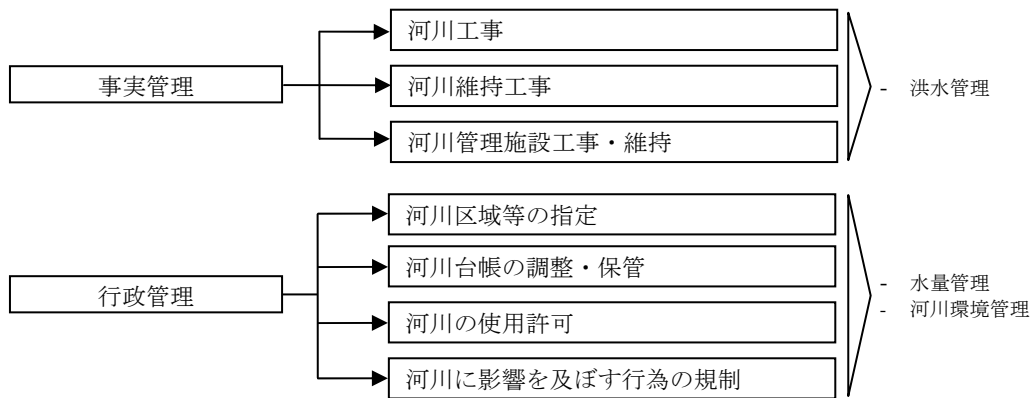 事実管理
河川工事
河川維持工事
河川管理施設工事・維持
- 洪水管理
行政管理
河川区域等の指定
河川台帳の調整・保管
河川の使用許可
河川に影響を及ぼす行為の規制
- 水量管理
- 河川環境管理